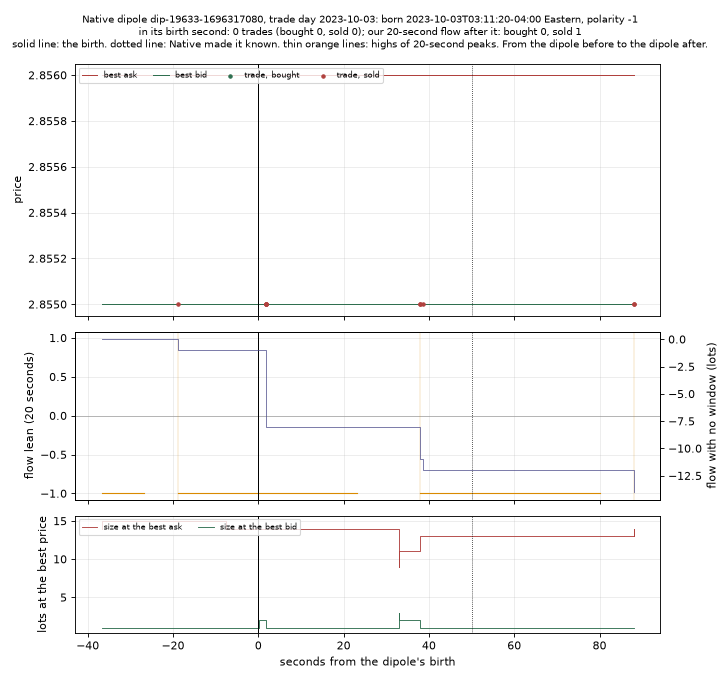 Native dipole dip-19633-1696317080, trade day 2023-10-03: born 2023-10-03T03:11:20-04:00 Eastern, polarity -1
in its birth second: 0 trades (bought 0, sold 0); our 20-second flow after it: bought 0, sold 1
solid line: the birth. dotted line: Native made it known. thin orange lines: highs of 20-second peaks. From the dipole before to the dipole after.
best ask best bid trade, bought trade, sold
2.8560
2.8558
2.8556
2.8554
2.8552
2.8550
price
1.0
0.5
0.0
−0.5
−1.0
flow lean (20 seconds)
0.0
−2.5
−5.0
−7.5
−10.0
−12.5
flow with no window (lots)
size at the best ask size at the best bid
15
10
5
lots at the best price
−40 −20 0 20 40 60 80
seconds from the dipole's birth